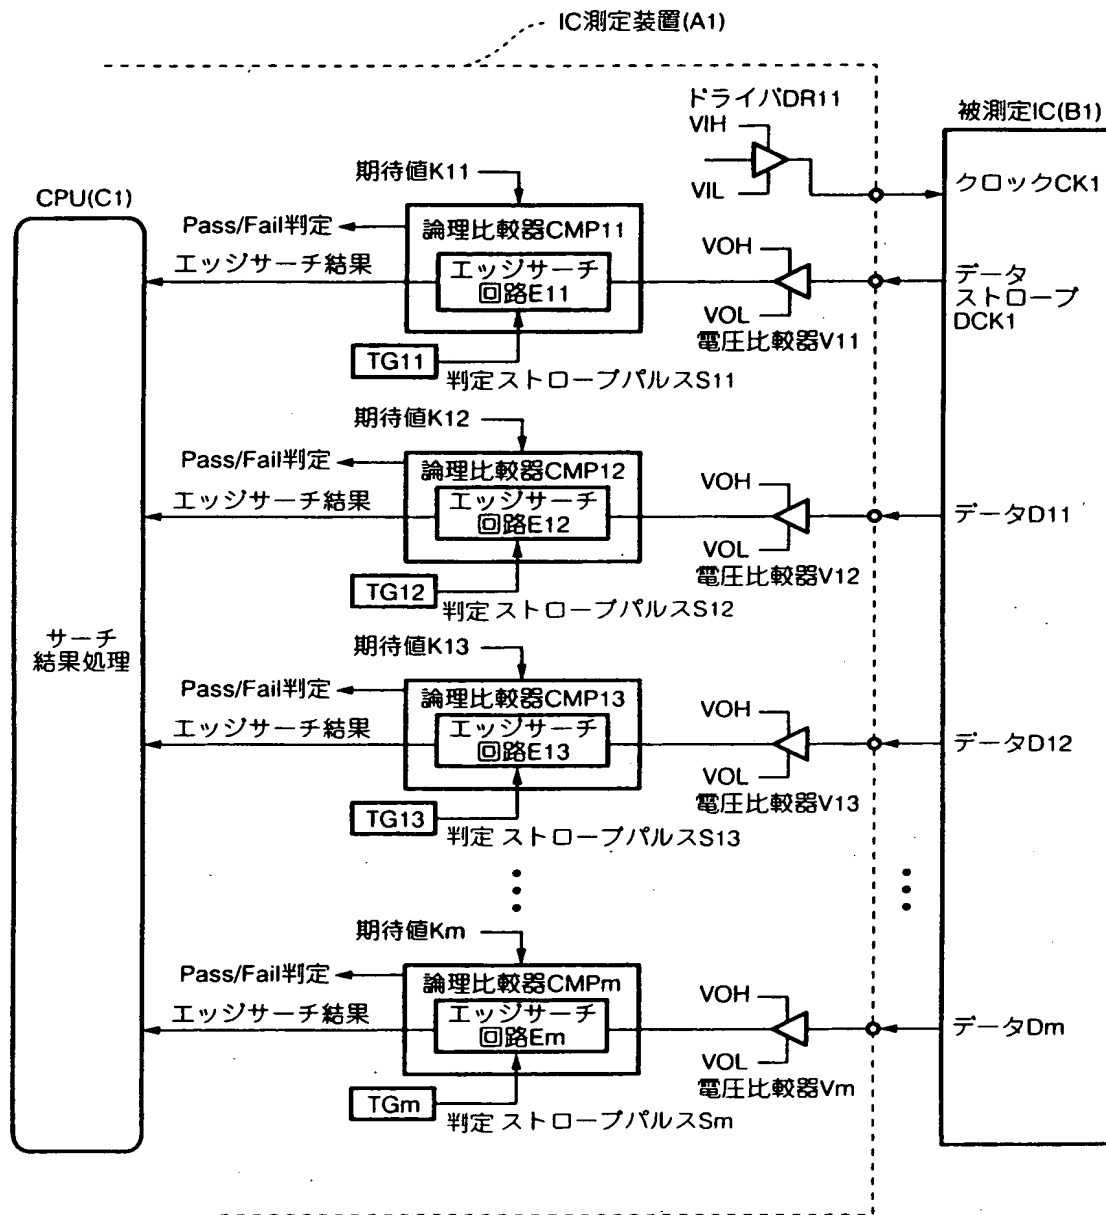 IC測定装置(A1)
ドライバDR11
VIH
VIL
被測定IC(B1)
クロックCK1
CPU(C1)
期待値K11
Pass/Fail判定
論理比較器CMP11
エッジサーチ結果
エッジサーチ
回路E11
VOH
VOL
電圧比較器V11
データ
ストローブ
DCK1
TG11
判定 ストローブパルスS11
期待値K12
Pass/Fail判定
論理比較器CMP12
エッジサーチ結果
エッジサーチ
回路E12
VOH
VOL
電圧比較器V12
データD11
TG12
判定 ストローブパルスS12
サーチ
結果処理
期待値K13
Pass/Fail判定
論理比較器CMP13
エッジサーチ結果
エッジサーチ
回路E13
VOH
VOL
電圧比較器V13
データD12
TG13
判定 ストローブパルスS13
期待値Km
Pass/Fail判定
論理比較器CMPm
エッジサーチ結果
エッジサーチ
回路Em
VOH
VOL
電圧比較器Vm
データDm
TGm
判定 ストローブパルスSm